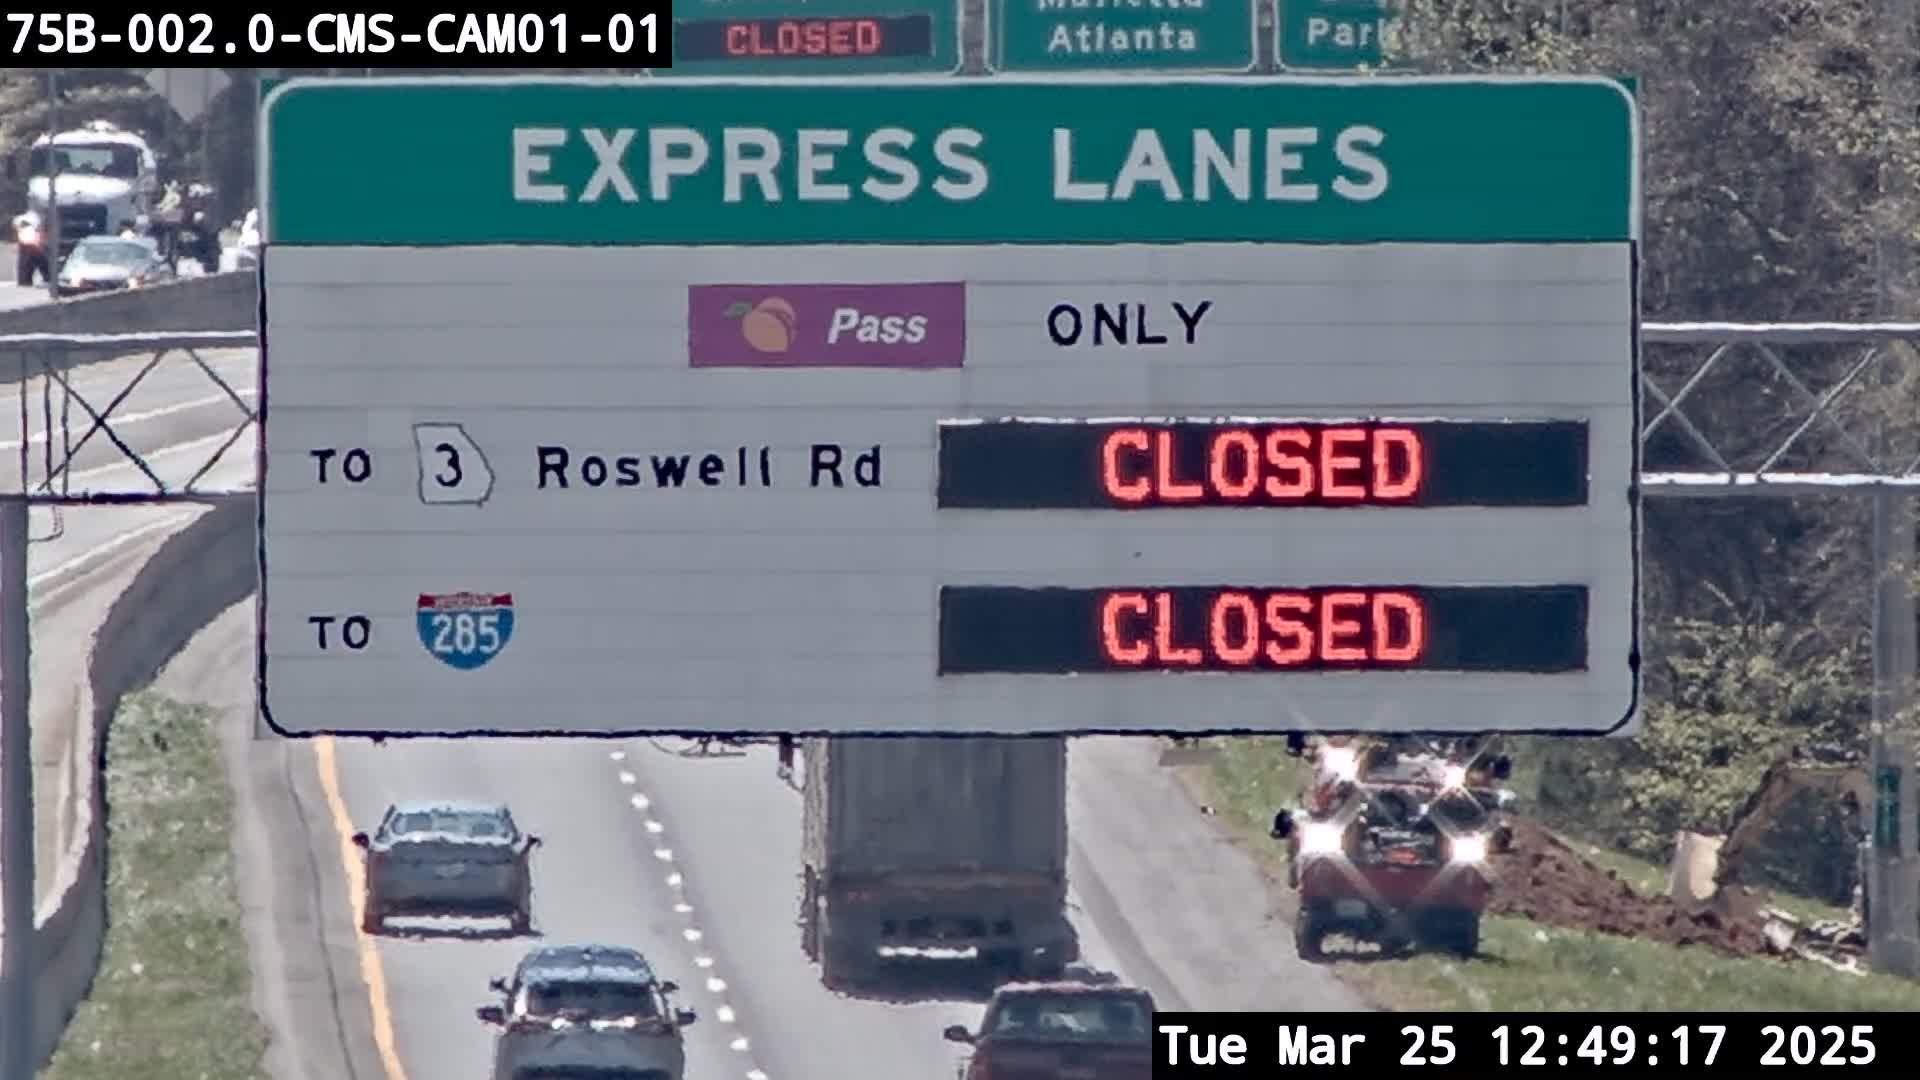 75B-002.0-CMS-CAM01-01
CLOSED
Atlanta
EXPRESS LANES
Pass ONLY
TO 3 Roswell Rd CLOSED
TO 285 CLOSED
Tue Mar 25 12:49:17 2025